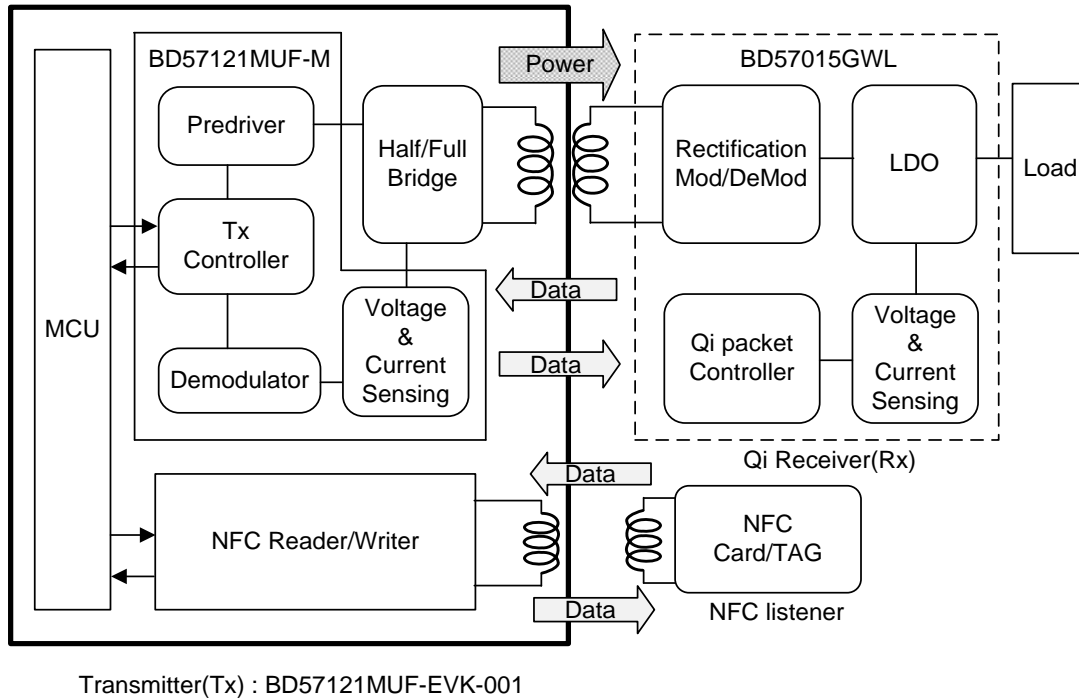 BD57121MUF-M
Predriver
Tx
Controller
Demodulator
Half/Full
Bridge
Voltage
&
Current
Sensing
MCU
NFC Reader/Writer
Power
Data
Data
Data
Data
BD57015GWL
Rectification
Mod/DeMod
LDO
Load
Qi packet
Controller
Voltage
&
Current
Sensing
Qi Receiver(Rx)
NFC
Card/TAG
NFC listener
Transmitter(Tx) : BD57121MUF-EVK-001